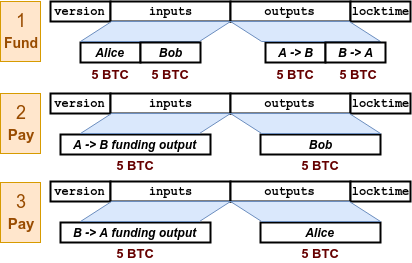 1
Fund
version inputs outputs locktime
Alice Bob A -> B B -> A
5 BTC 5 BTC 5 BTC 5 BTC
2
Pay
version inputs outputs locktime
A -> B funding output Bob
5 BTC 5 BTC
3
Pay
version inputs outputs locktime
B -> A funding output Alice
5 BTC 5 BTC